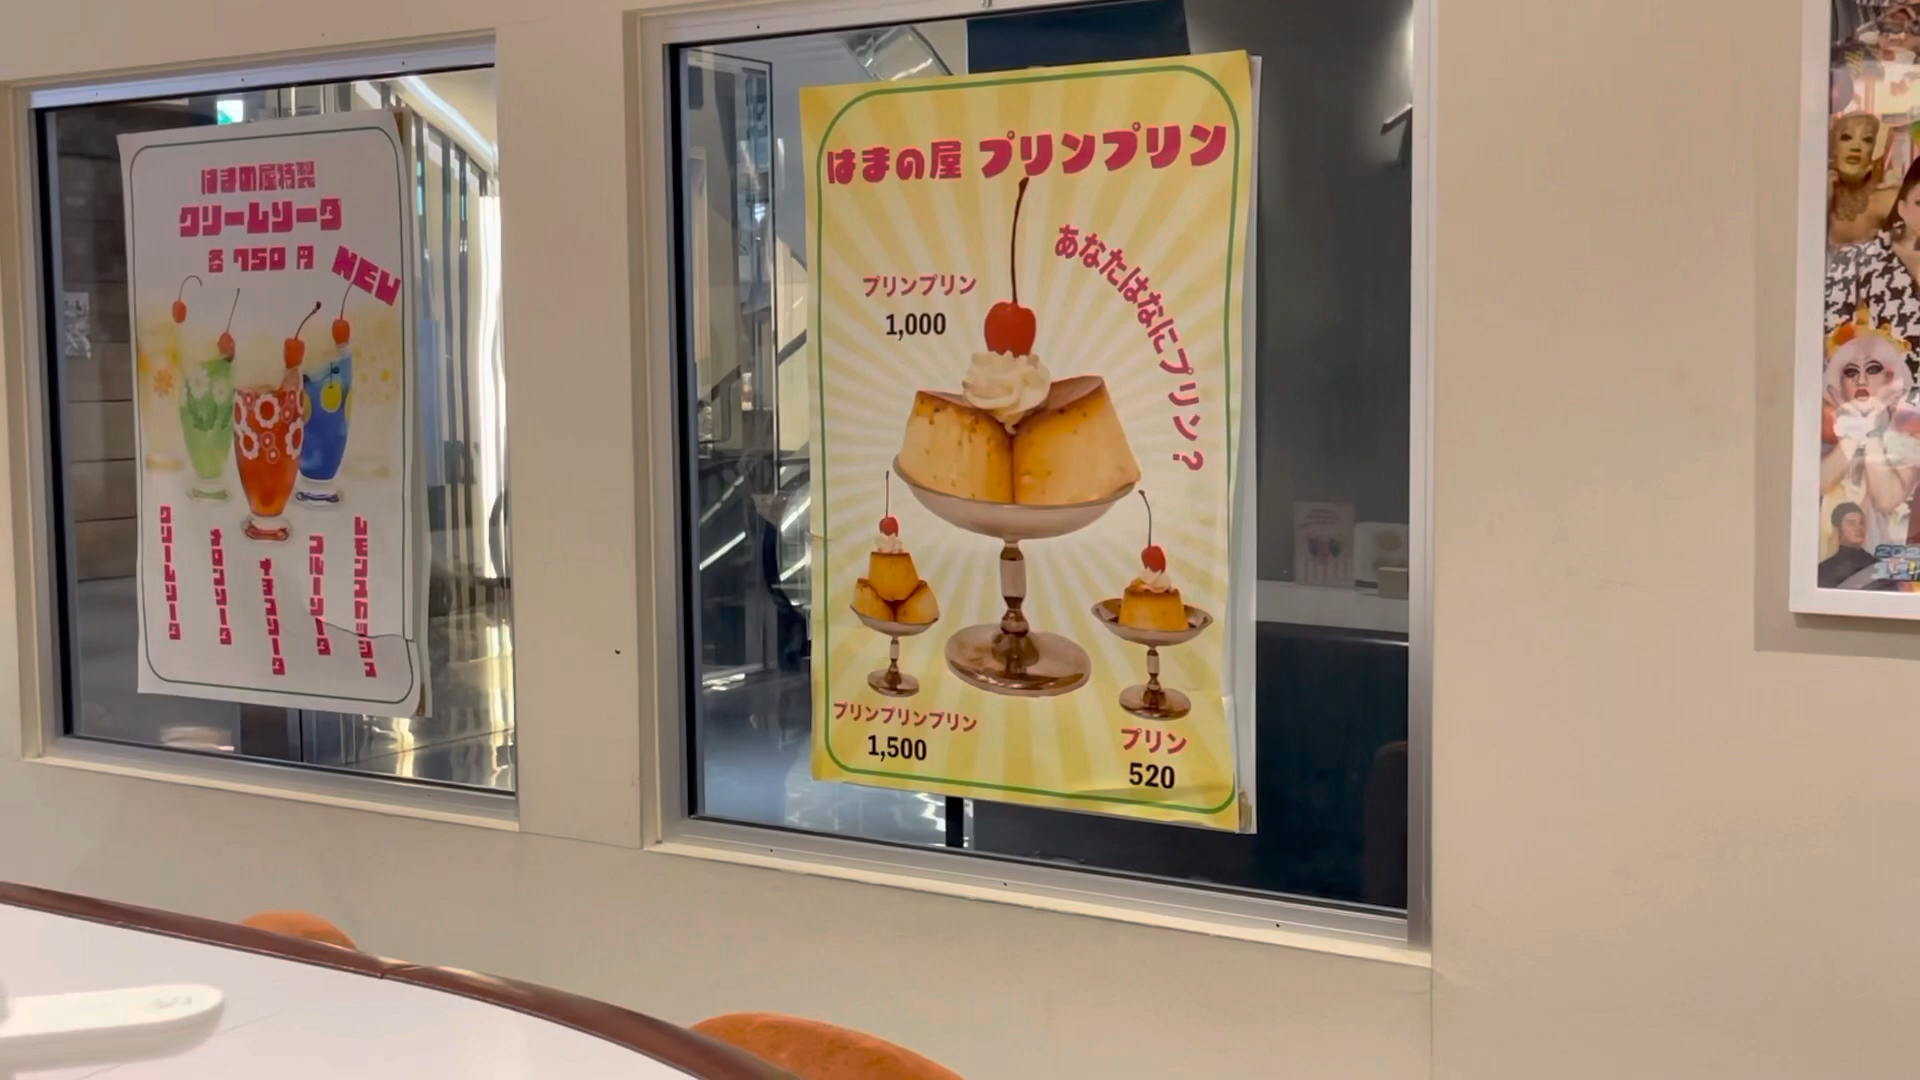 はまの屋特製
クリームソーダ
各 750 円
NEW
クリームソーダ
メロンソーダ
イチゴソーダ
ブルーソーダ
レモンスカッシュ
はまの屋 プリンプリン
あなたはなにプリン?
プリンプリン
1,000
プリンプリンプリン
1,500
プリン
520